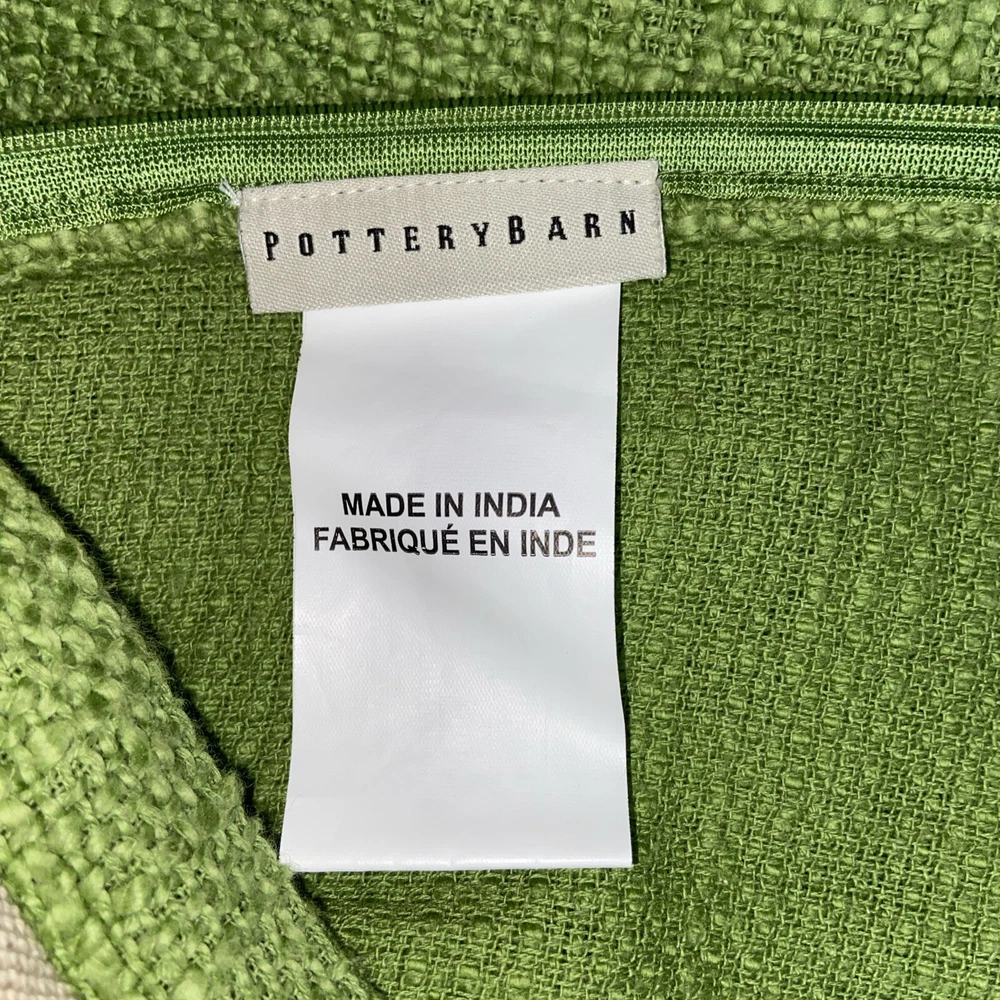 POTTERYBARN
MADE IN INDIA
FABRIQUÉ EN INDE